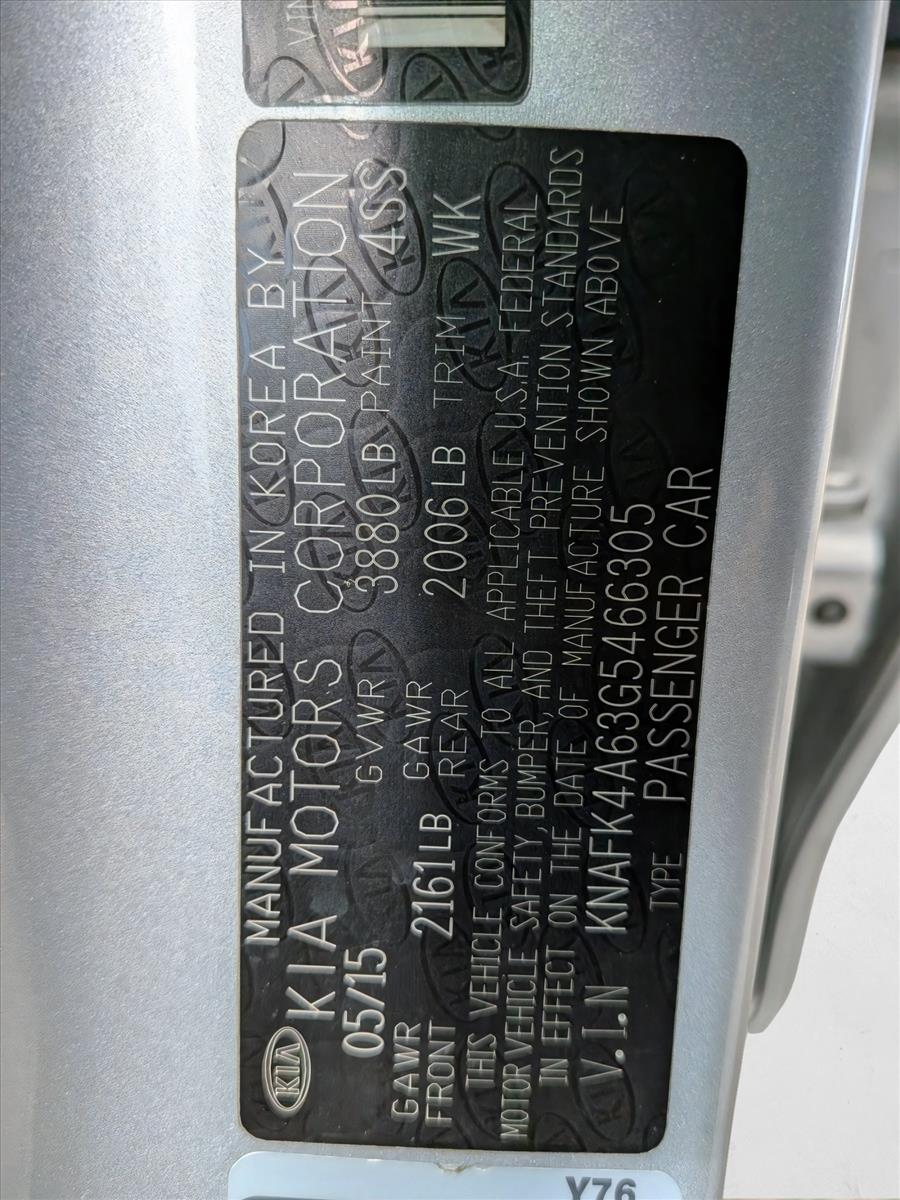 VIN
MANUFACTURED IN KOREA BY
KIA KIA MOTORS CORPORATION
05/15 GVWR 3880LB PAINT K4SS
GAWR FRONT 2161LB GAWR REAR 2006LB TRIM WK
THIS VEHICLE CONFORMS TO ALL APPLICABLE U.S.A. FEDERAL
MOTOR VEHICLE SAFETY, BUMPER, AND THEFT PREVENTION STANDARDS
IN EFFECT ON THE DATE OF MANUFACTURE SHOWN ABOVE
V.I.N KNAFK4A63G5466305
TYPE PASSENGER CAR
Y76